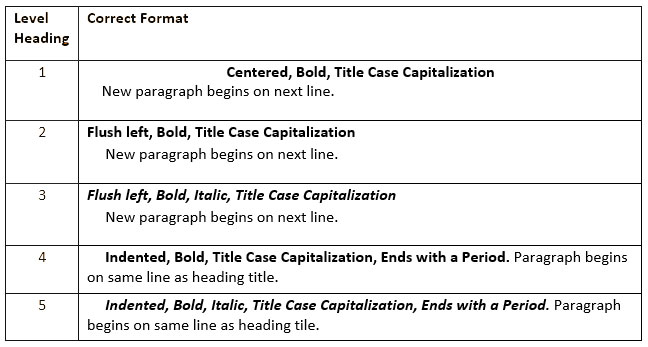 Level Correct Format
Heading
1 Centered, Bold, Title Case Capitalization
New paragraph begins on next line.
2 Flush left, Bold, Title Case Capitalization
New paragraph begins on next line.
3 Flush left, Bold, Italic, Title Case Capitalization
New paragraph begins on next line.
4 Indented, Bold, Title Case Capitalization, Ends with a Period. Paragraph begins
on same line as heading title.
5 Indented, Bold, Italic, Title Case Capitalization, Ends with a Period. Paragraph
begins on same line as heading tile.